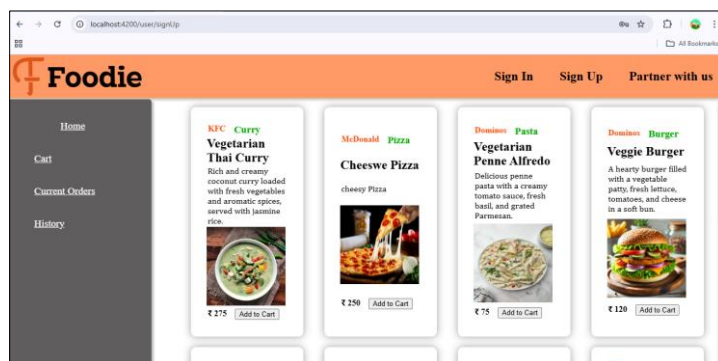 localhost:4200/user/signUp
All Bookmarks
Foodie
Sign In Sign Up Partner with us
Home
Cart
Current Orders
History
KFC Curry
Vegetarian
Thai Curry
Rich and creamy
coconut curry loaded
with fresh vegetables
and aromatic spices,
served with jasmine
rice.
₹ 275 Add to Cart
McDonald Pizza
Cheeswe Pizza
cheesy Pizza
₹ 250 Add to Cart
Dominos Pasta
Vegetarian
Penne Alfredo
Delicious penne
pasta with a creamy
tomato sauce, fresh
basil, and grated
Parmesan.
₹ 75 Add to Cart
Dominos Burger
Veggie Burger
A hearty burger filled
with a vegetable
patty, fresh lettuce,
tomatoes, and cheese
in a soft bun.
₹ 120 Add to Cart